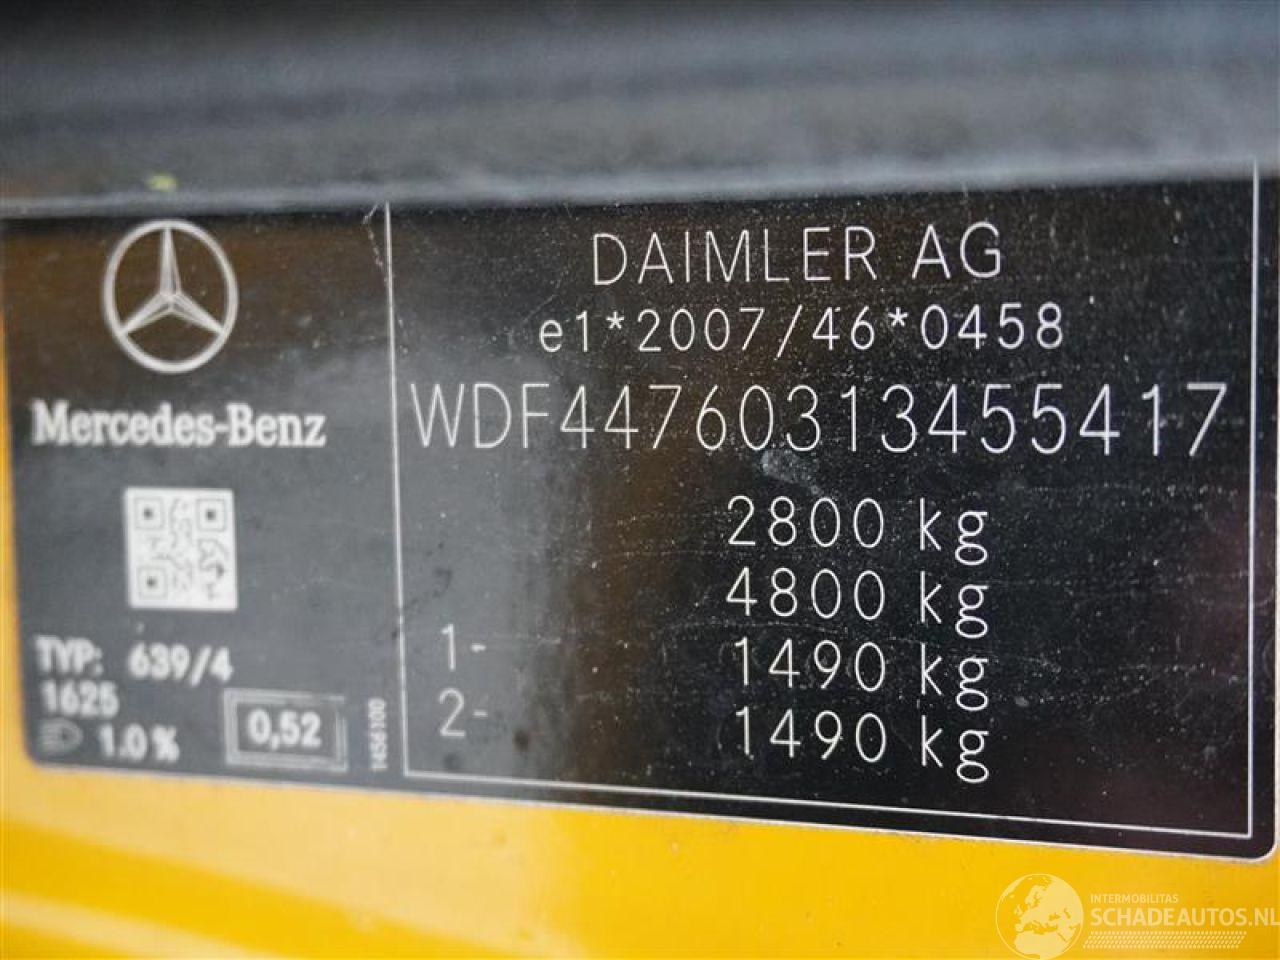 DAIMLER AG
e1*2007/46*0458
WDF44760313455417
2800 kg
4800 kg
1- 1490 kg
2- 1490 kg
Mercedes-Benz
TYP: 639/4
1625
1.0 %
0,52
1456100
INTERMOBILITAS
SCHADEAUTOS.NL